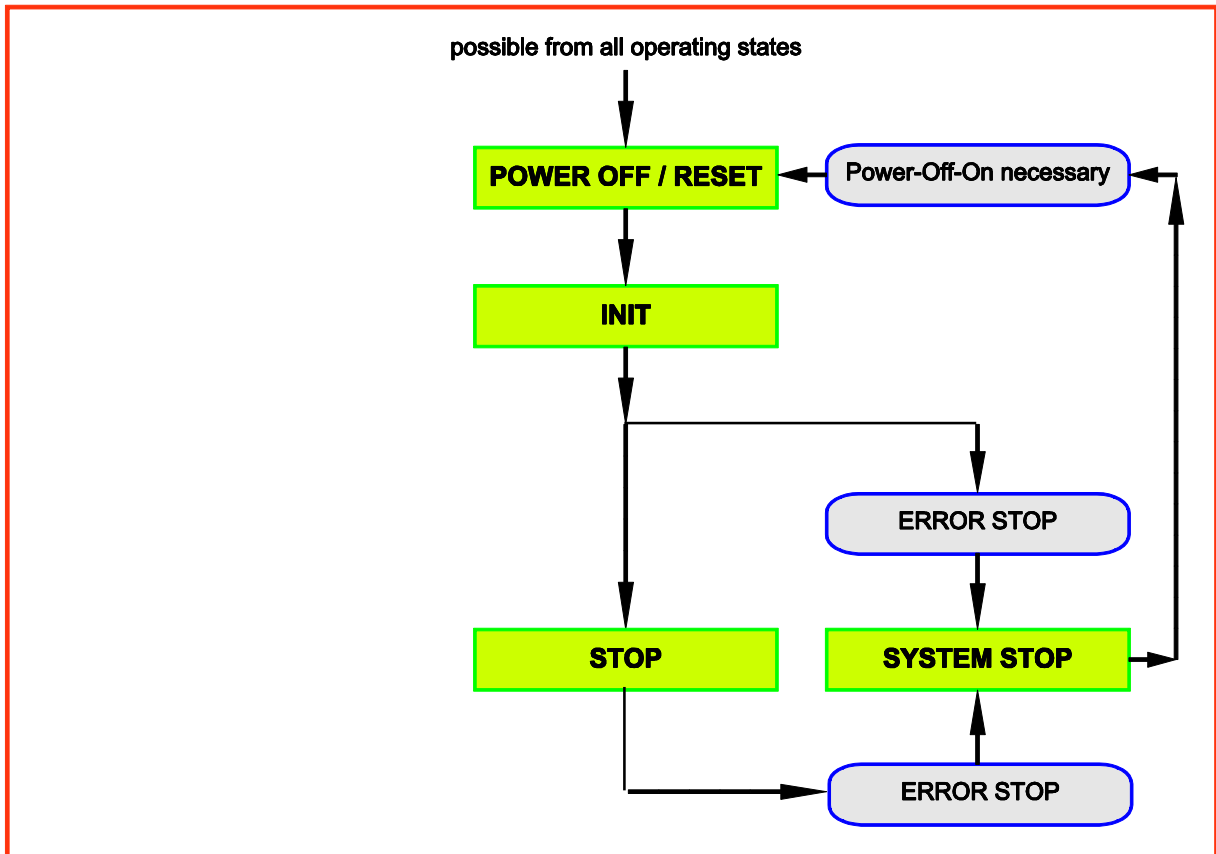 possible from all operating states
POWER OFF / RESET
Power-Off-On necessary
INIT
ERROR STOP
STOP
SYSTEM STOP
ERROR STOP